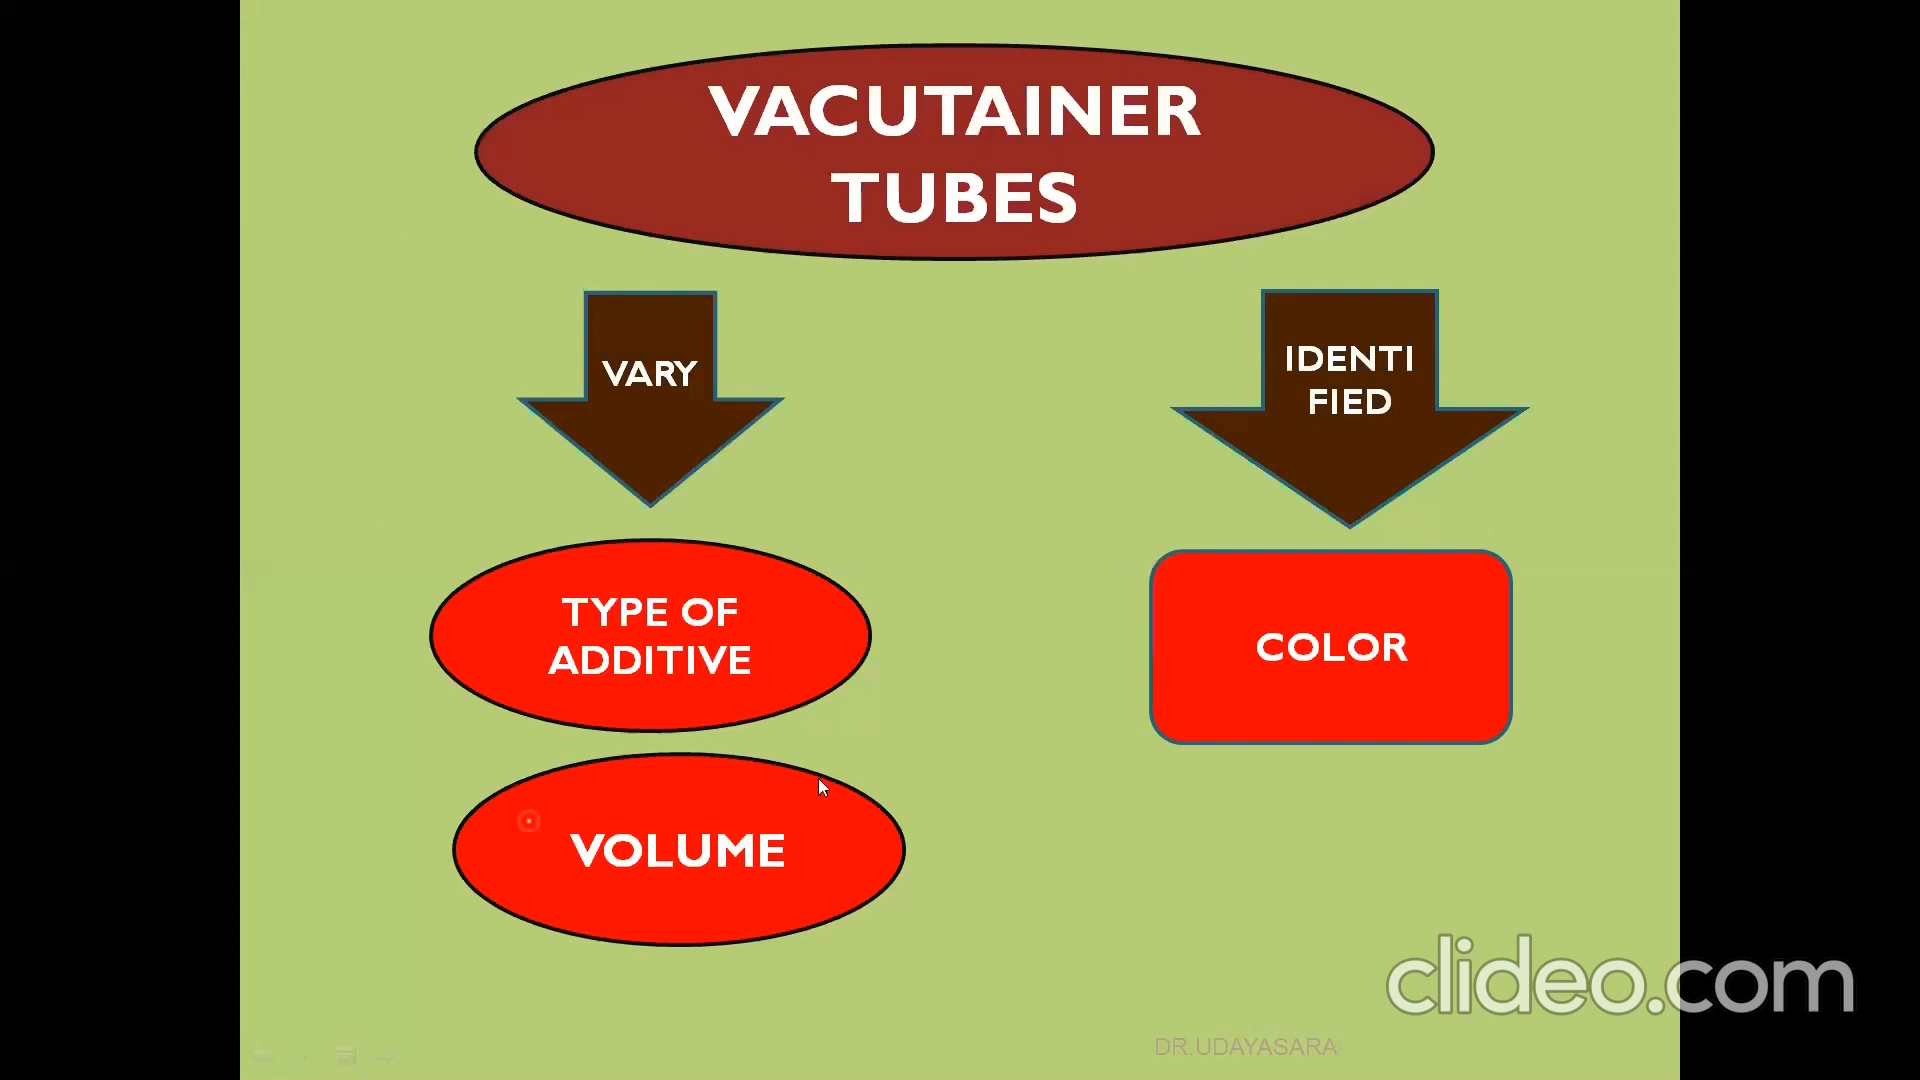 VACUTAINER
TUBES
VARY
IDENTI
FIED
TYPE OF
ADDITIVE
COLOR
VOLUME
clideo.com
DR.UDAYASARA